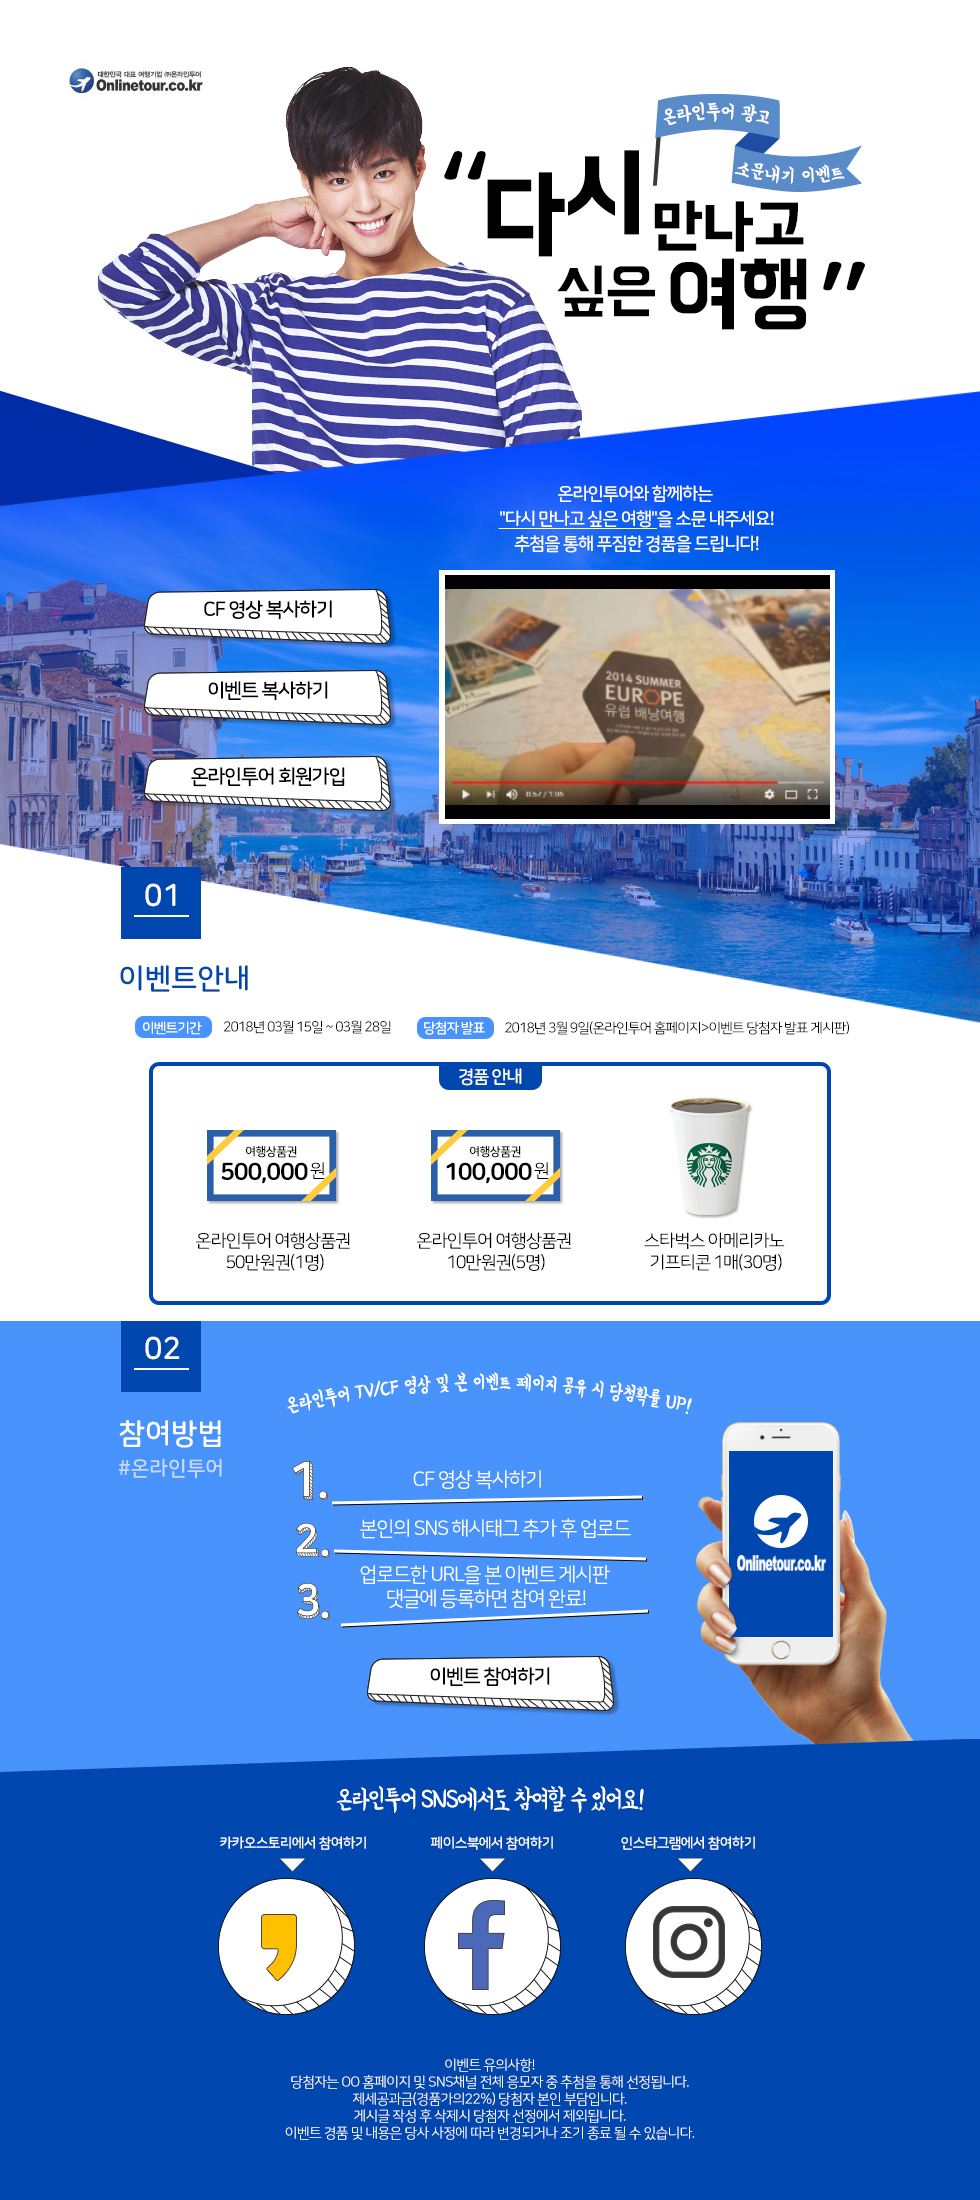 대한민국 대표 여행기업 ㈜온라인투어
Onlinetour.co.kr
온라인투어 광고
소문내기 이벤트
"다시 만나고
싶은 여행"
온라인투어와 함께하는
"다시 만나고 싶은 여행"을 소문 내주세요!
추첨을 통해 푸짐한 경품을 드립니다!
CF 영상 복사하기
이벤트 복사하기
온라인투어 회원가입
2014 SUMMER
EUROPE
유럽 배낭여행
0:57 / 1:06
01
이벤트안내
이벤트기간 2018년 03월 15일 ~ 03월 28일 당첨자 발표 2018년 3월 9일(온라인투어 홈페이지>이벤트 당첨자 발표 게시판)
경품 안내
여행상품권
500,000 원
여행상품권
100,000 원
온라인투어 여행상품권
50만원권(1명)
온라인투어 여행상품권
10만원권(5명)
스타벅스 아메리카노
기프티콘 1매(30명)
02
참여방법
#온라인투어
온라인투어 TV/CF 영상 및 본 이벤트 페이지 공유 시 당첨확률 UP!
1. CF 영상 복사하기
2. 본인의 SNS 해시태그 추가 후 업로드
3. 업로드한 URL을 본 이벤트 게시판
댓글에 등록하면 참여 완료!
Onlinetour.co.kr
이벤트 참여하기
온라인투어 SNS에서도 참여할 수 있어요!
카카오스토리에서 참여하기
페이스북에서 참여하기
인스타그램에서 참여하기
이벤트 유의사항!
당첨자는 OO 홈페이지 및 SNS채널 전체 응모자 중 추첨을 통해 선정됩니다.
제세공과금(경품가의22%) 당첨자 본인 부담입니다.
게시글 작성 후 삭제시 당첨자 선정에서 제외됩니다.
이벤트 경품 및 내용은 당사 사정에 따라 변경되거나 조기 종료 될 수 있습니다.